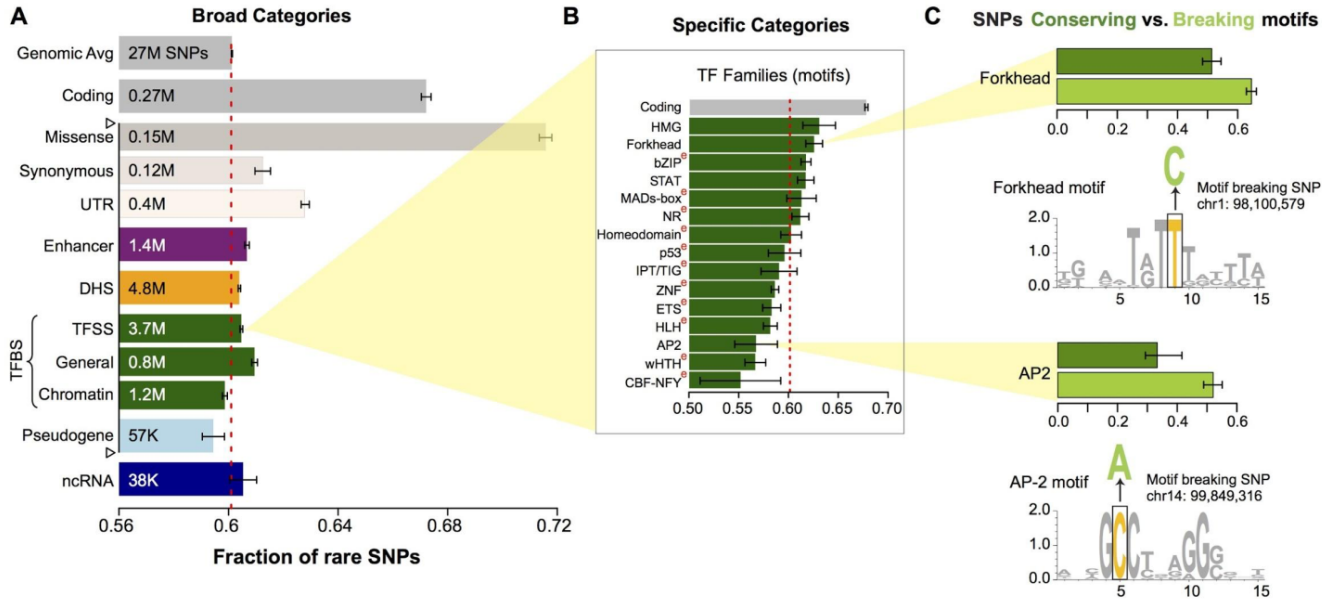 A
Broad Categories
Genomic Avg 27M SNPs
Coding 0.27M
Missense 0.15M
Synonymous 0.12M
UTR 0.4M
Enhancer 1.4M
DHS 4.8M
TFBS
TFSS 3.7M
General 0.8M
Chromatin 1.2M
Pseudogene 57K
ncRNA 38K
0.56 0.6 0.64 0.68 0.72
Fraction of rare SNPs
B
Specific Categories
TF Families (motifs)
Coding
HMG
Forkhead
bZIP e
STAT
MADs-box e
NR e
Homeodomain e
p53 e
IPT/TIG
ZNF e
ETS e
HLH e
AP2
wHTH e
CBF-NFY e
0.50 0.55 0.60 0.65 0.70
C
SNPs Conserving vs. Breaking motifs
Forkhead
0.0 0.2 0.4 0.6
C
Forkhead motif
Motif breaking SNP
chr1: 98,100,579
2.0
1.0
0.0
5 10 15
AP2
0.0 0.2 0.4 0.6
A
AP-2 motif
Motif breaking SNP
chr14: 99,849,316
2.0
1.0
0.0
GCCT
5 10 15